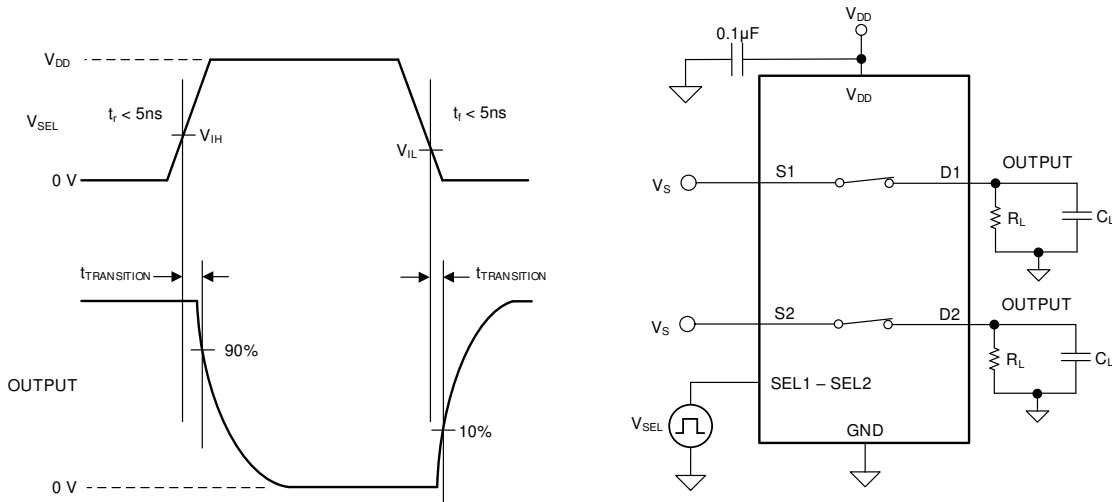 V_DD
t_r < 5ns
t_f < 5ns
V_SEL
V_IH
V_IL
0 V
t_TRANSITION
t_TRANSITION
90%
OUTPUT
10%
0 V
V_DD
0.1µF
V_DD
V_S
S1
D1
OUTPUT
R_L
C_L
V_S
S2
D2
OUTPUT
R_L
C_L
SEL1 – SEL2
V_SEL
GND